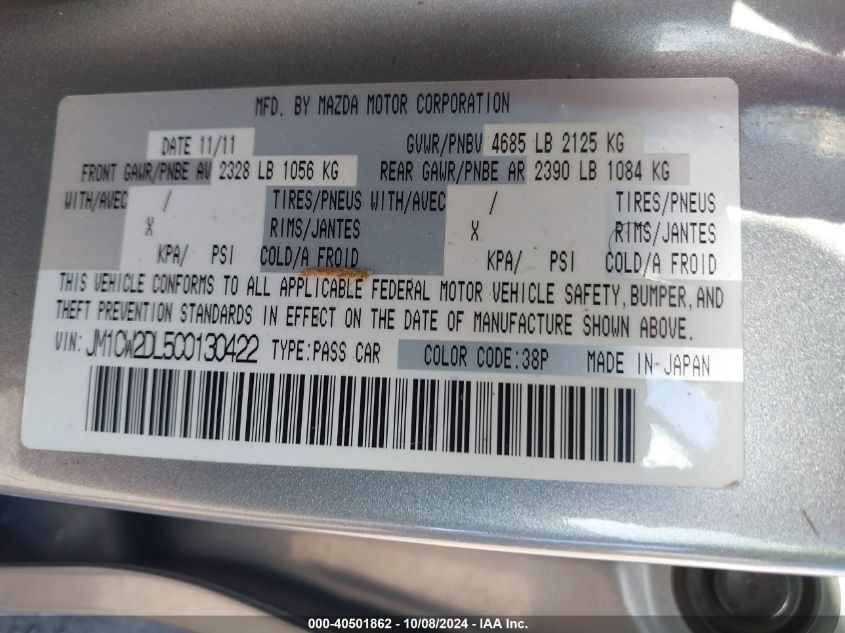 MFD. BY MAZDA MOTOR CORPORATION
DATE 11/11 GVWR/PNBV 4685 LB 2125 KG
FRONT GAWR/PNBE AV 2328 LB 1056 KG REAR GAWR/PNBE AR 2390 LB 1084 KG
WITH/AVEC / TIRES/PNEUS WITH/AVEC / TIRES/PNEUS
X RIMS/JANTES X RIMS/JANTES
KPA/ PSI COLD/A FROID KPA/ PSI COLD/A FROID
THIS VEHICLE CONFORMS TO ALL APPLICABLE FEDERAL MOTOR VEHICLE SAFETY, BUMPER, AND
THEFT PREVENTION STANDARDS IN EFFECT ON THE DATE OF MANUFACTURE SHOWN ABOVE.
VIN: JM1CW2DL5C0130422 TYPE:PASS CAR COLOR CODE:38P MADE IN JAPAN
000-40501862 - 10/08/2024 - IAA Inc.